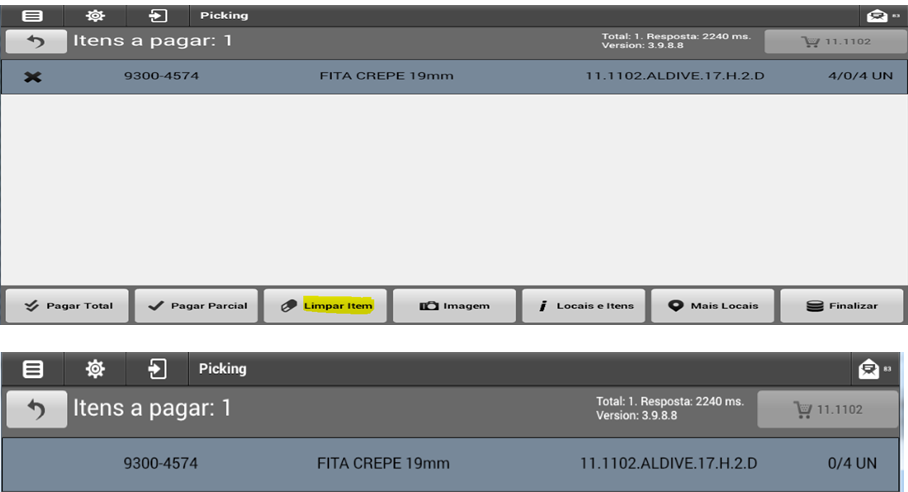 Picking 83
Itens a pagar: 1 Total: 1. Resposta: 2240 ms. 11.1102
Version: 3.9.8.8
9300-4574 FITA CREPE 19mm 11.1102.ALDIVE.17.H.2.D 4/0/4 UN
Pagar Total Pagar Parcial Limpar Item Imagem Locais e Itens Mais Locais Finalizar
Picking 83
Itens a pagar: 1 Total: 1. Resposta: 2240 ms. 11.1102
Version: 3.9.8.8
9300-4574 FITA CREPE 19mm 11.1102.ALDIVE.17.H.2.D 0/4 UN